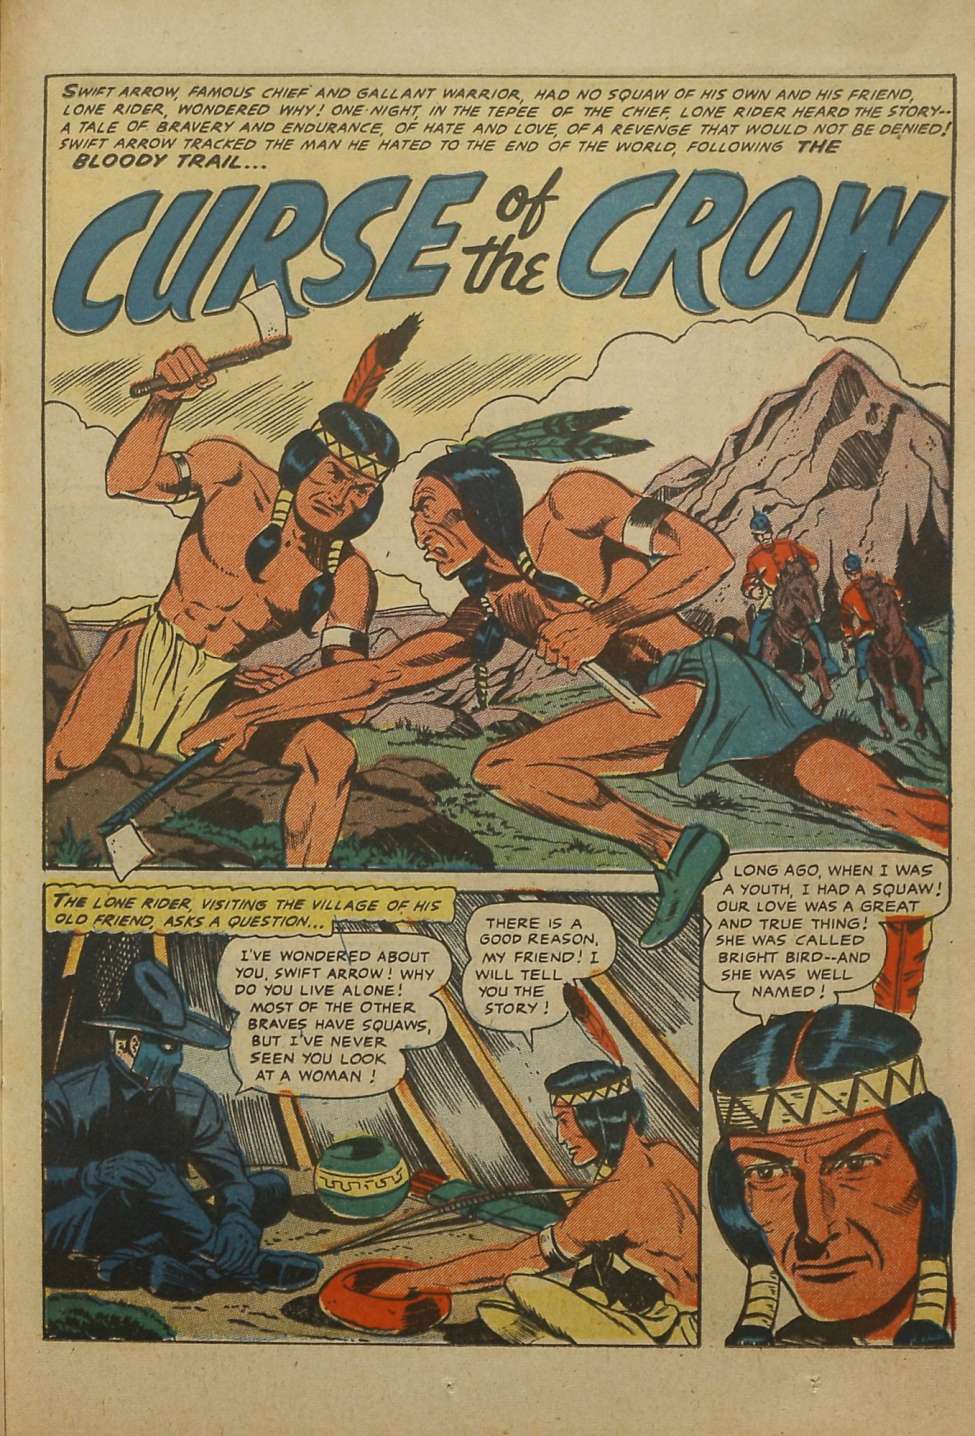 SWIFT ARROW, FAMOUS CHIEF AND GALLANT WARRIOR, HAD NO SQUAW OF HIS OWN AND HIS FRIEND,
LONE RIDER, WONDERED WHY! ONE NIGHT, IN THE TEPEE OF THE CHIEF, LONE RIDER HEARD THE STORY--
A TALE OF BRAVERY AND ENDURANCE, OF HATE AND LOVE, OF A REVENGE THAT WOULD NOT BE DENIED!
SWIFT ARROW TRACKED THE MAN HE HATED TO THE END OF THE WORLD, FOLLOWING THE
BLOODY TRAIL...
CURSE of the CROW
THE LONE RIDER, VISITING THE VILLAGE OF HIS
OLD FRIEND, ASKS A QUESTION...
I'VE WONDERED ABOUT
YOU, SWIFT ARROW! WHY
DO YOU LIVE ALONE!
MOST OF THE OTHER
BRAVES HAVE SQUAWS,
BUT I'VE NEVER
SEEN YOU LOOK
AT A WOMAN!
THERE IS A
GOOD REASON,
MY FRIEND! I
WILL TELL
YOU THE
STORY!
LONG AGO, WHEN I WAS
A YOUTH, I HAD A SQUAW!
OUR LOVE WAS A GREAT
AND TRUE THING!
SHE WAS CALLED
BRIGHT BIRD--AND
SHE WAS WELL
NAMED!